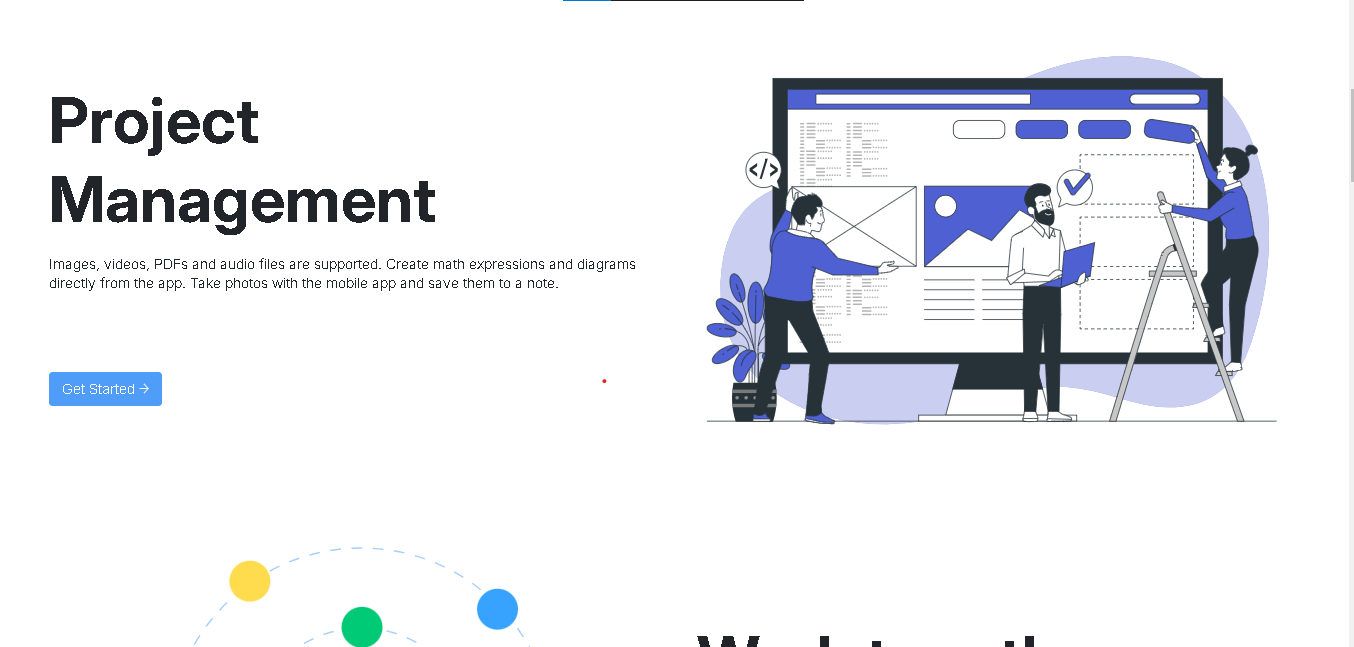 Project
Management
Images, videos, PDFs and audio files are supported. Create math expressions and diagrams
directly from the app. Take photos with the mobile app and save them to a note.
Get Started →
</>